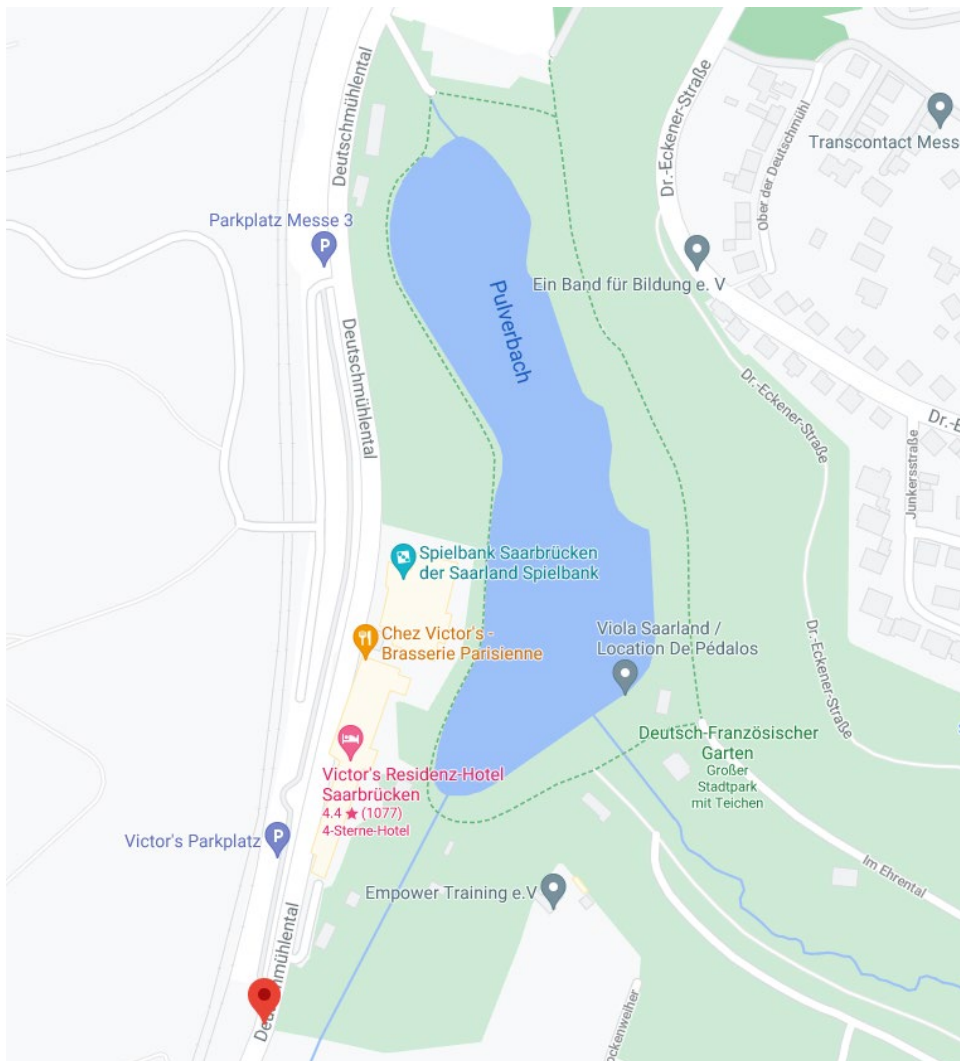 Deutschmühlental
Dr.-Eckener-Straße
Ober der Deutschmühl
Transcontact Messe
Parkplatz Messe 3
P
Ein Band für Bildung e. V
Pulverbach
Deutschmühlental
Dr.-Eckener-Straße
Dr.-E
Junkersstraße
Spielbank Saarbrücken
der Saarland Spielbank
Chez Victor's -
Brasserie Parisienne
Viola Saarland /
Location De Pédalos
Dr.-Eckener-Straße
Deutsch-Französischer
Garten
Großer
Stadtpark
mit Teichen
Victor's Residenz-Hotel
Saarbrücken
4.4 ★ (1077)
4-Sterne-Hotel
Victor's Parkplatz
P
Im Ehrental
Empower Training e.V
Deutschmühlental
ockenweiher